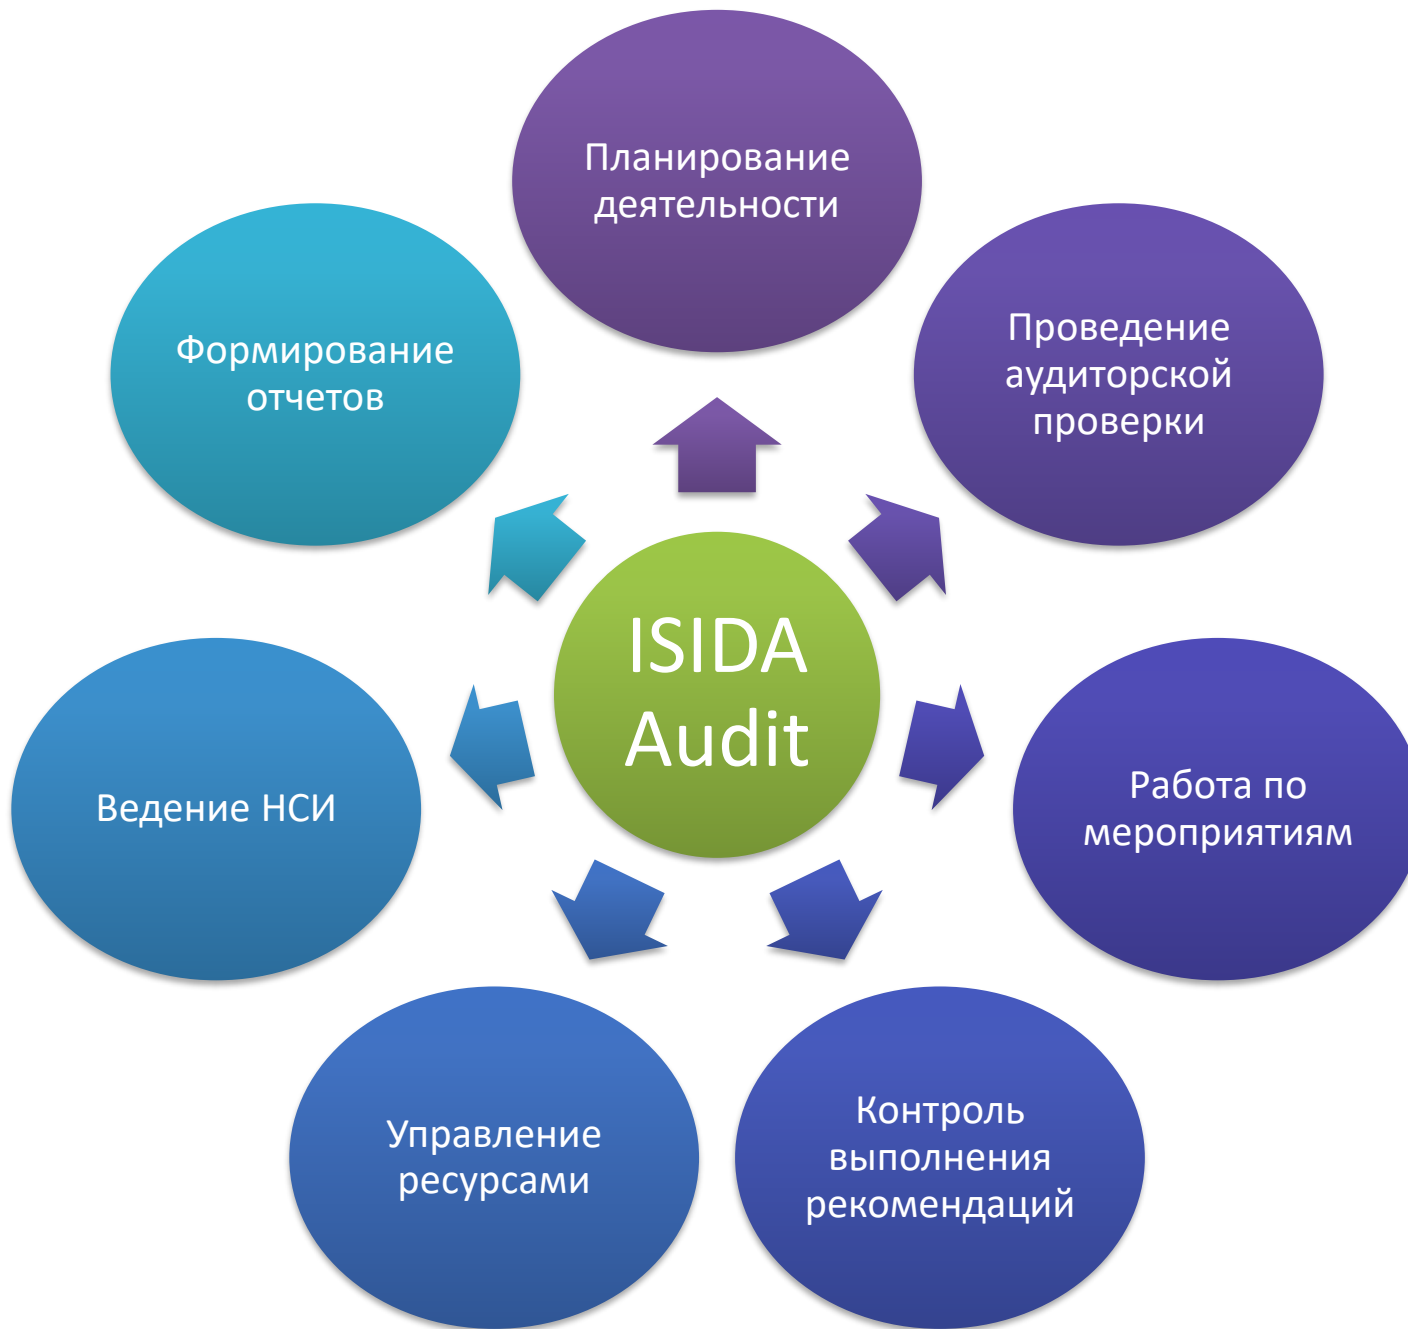 Планирование
деятельности
Проведение
аудиторской
проверки
Работа по
мероприятиям
Контроль
выполнения
рекомендаций
Управление
ресурсами
Ведение НСИ
Формирование
отчетов
ISIDA
Audit